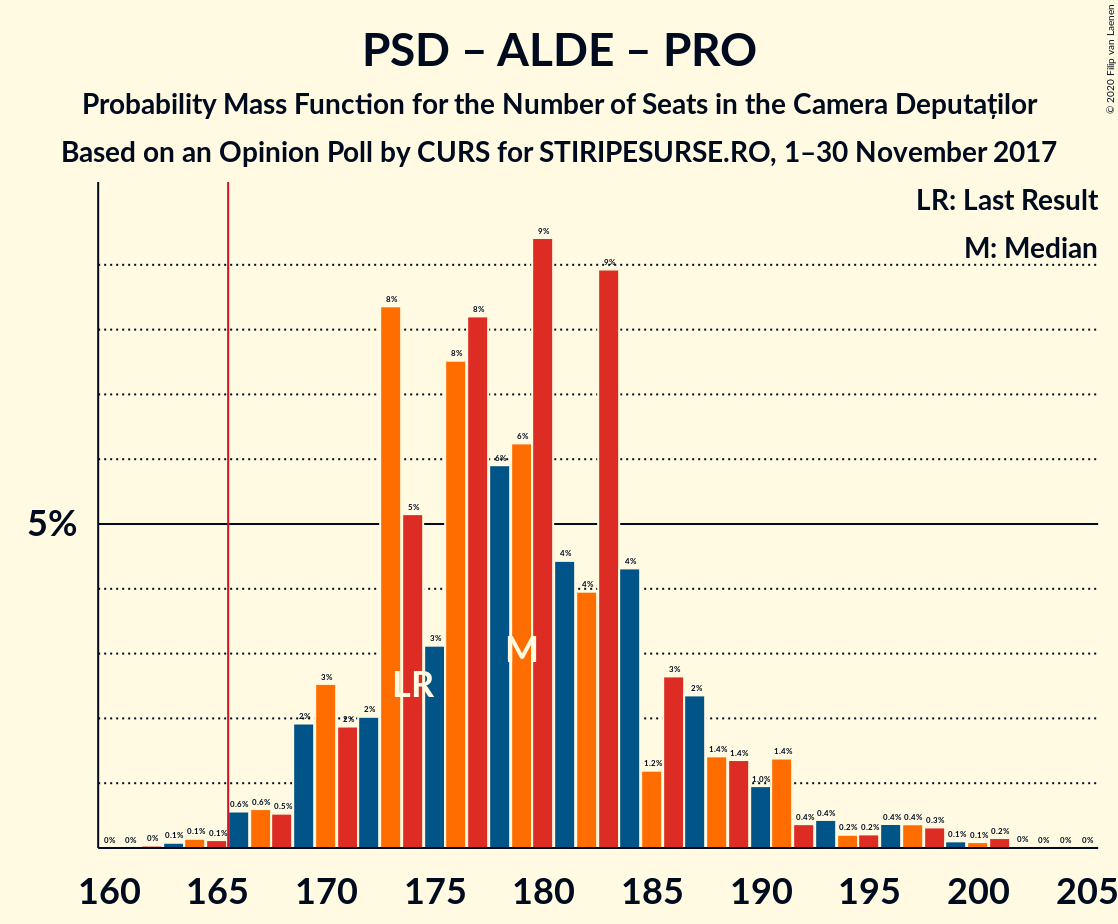 PSD – ALDE – PRO
Probability Mass Function for the Number of Seats in the Camera Deputaților
Based on an Opinion Poll by CURS for STIRIPESURSE.RO, 1–30 November 2017
© 2020 Filip van Laenen
LR: Last Result
M: Median
5%
0% 0% 0% 0.1% 0.1% 0.1% 0.6% 0.6% 0.5% 2% 3% 2% 2% 8% 5% 3% 8% 8% 6% 6% 9% 4% 4% 9% 4% 1.2% 3% 2% 1.4% 1.4% 1.0% 1.4% 0.4% 0.4% 0.2% 0.2% 0.4% 0.4% 0.3% 0.1% 0.1% 0.2% 0% 0% 0% 0%
LR
M
160 165 170 175 180 185 190 195 200 205